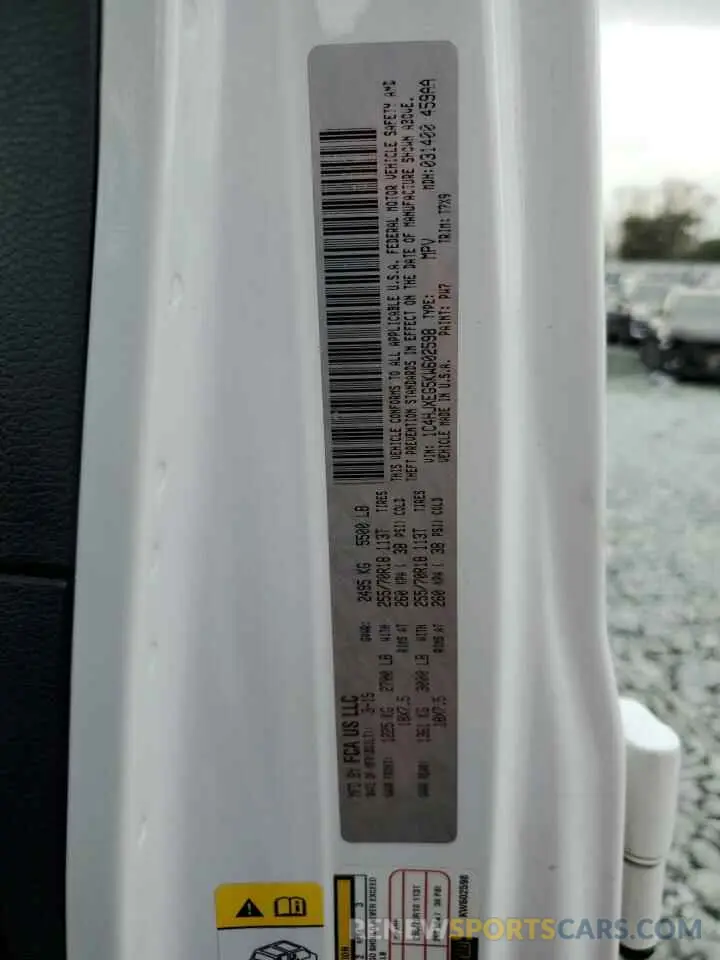 MFD BY FCA US LLC
DATE OF MFR(BUILT): 3-15
GVWR: 2495 KG 5500 LB
GAWR FRONT: 1225 KG 2700 LB WITH 255/70R18 113T TIRES
18X7.5 RIMS AT 260 KPA ( 38 PSI) COLD
GAWR REAR: 1361 KG 3000 LB WITH 255/70R18 113T TIRES
18X7.5 RIMS AT 260 KPA ( 38 PSI) COLD
THIS VEHICLE CONFORMS TO ALL APPLICABLE U.S.A. FEDERAL MOTOR VEHICLE SAFETY AND
THEFT PREVENTION STANDARDS IN EFFECT ON THE DATE OF MANUFACTURE SHOWN ABOVE.
VIN: 1C4HJXEG5KW602598 TYPE: MPV MDH:031400 459AA
VEHICLE MADE IN U.S.A. PAINT: PW7 TRIM: T7X9
KW602598
RENEWSPORTSCARS.COM